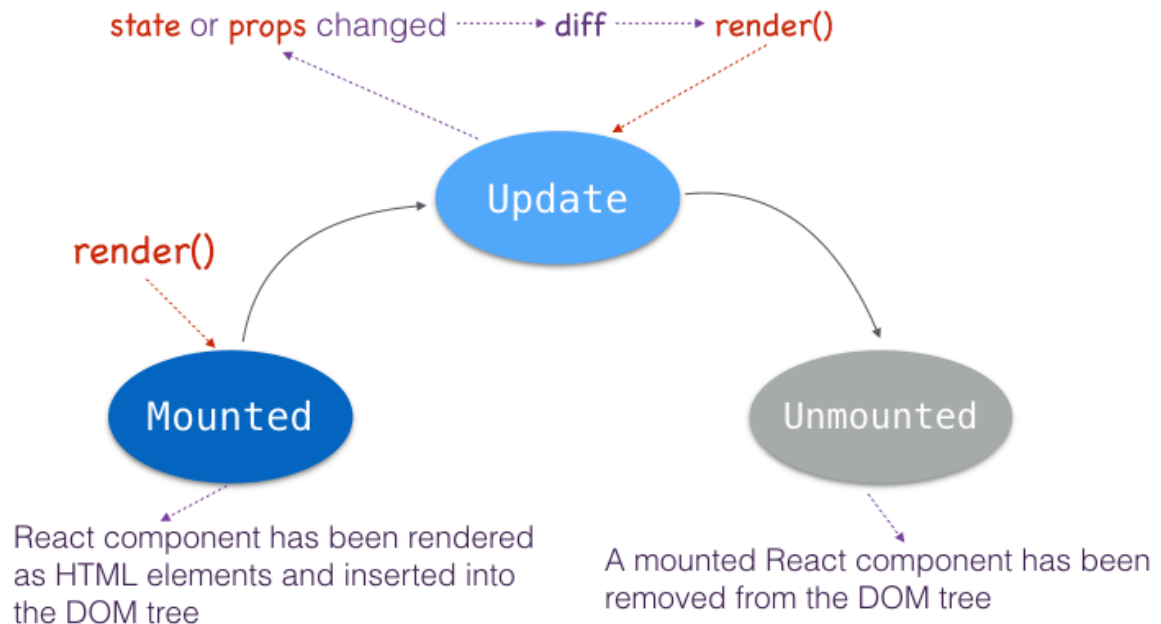 state or props changed diff render()
Update
render()
Mounted
Unmounted
React component has been rendered
as HTML elements and inserted into
the DOM tree
A mounted React component has been
removed from the DOM tree